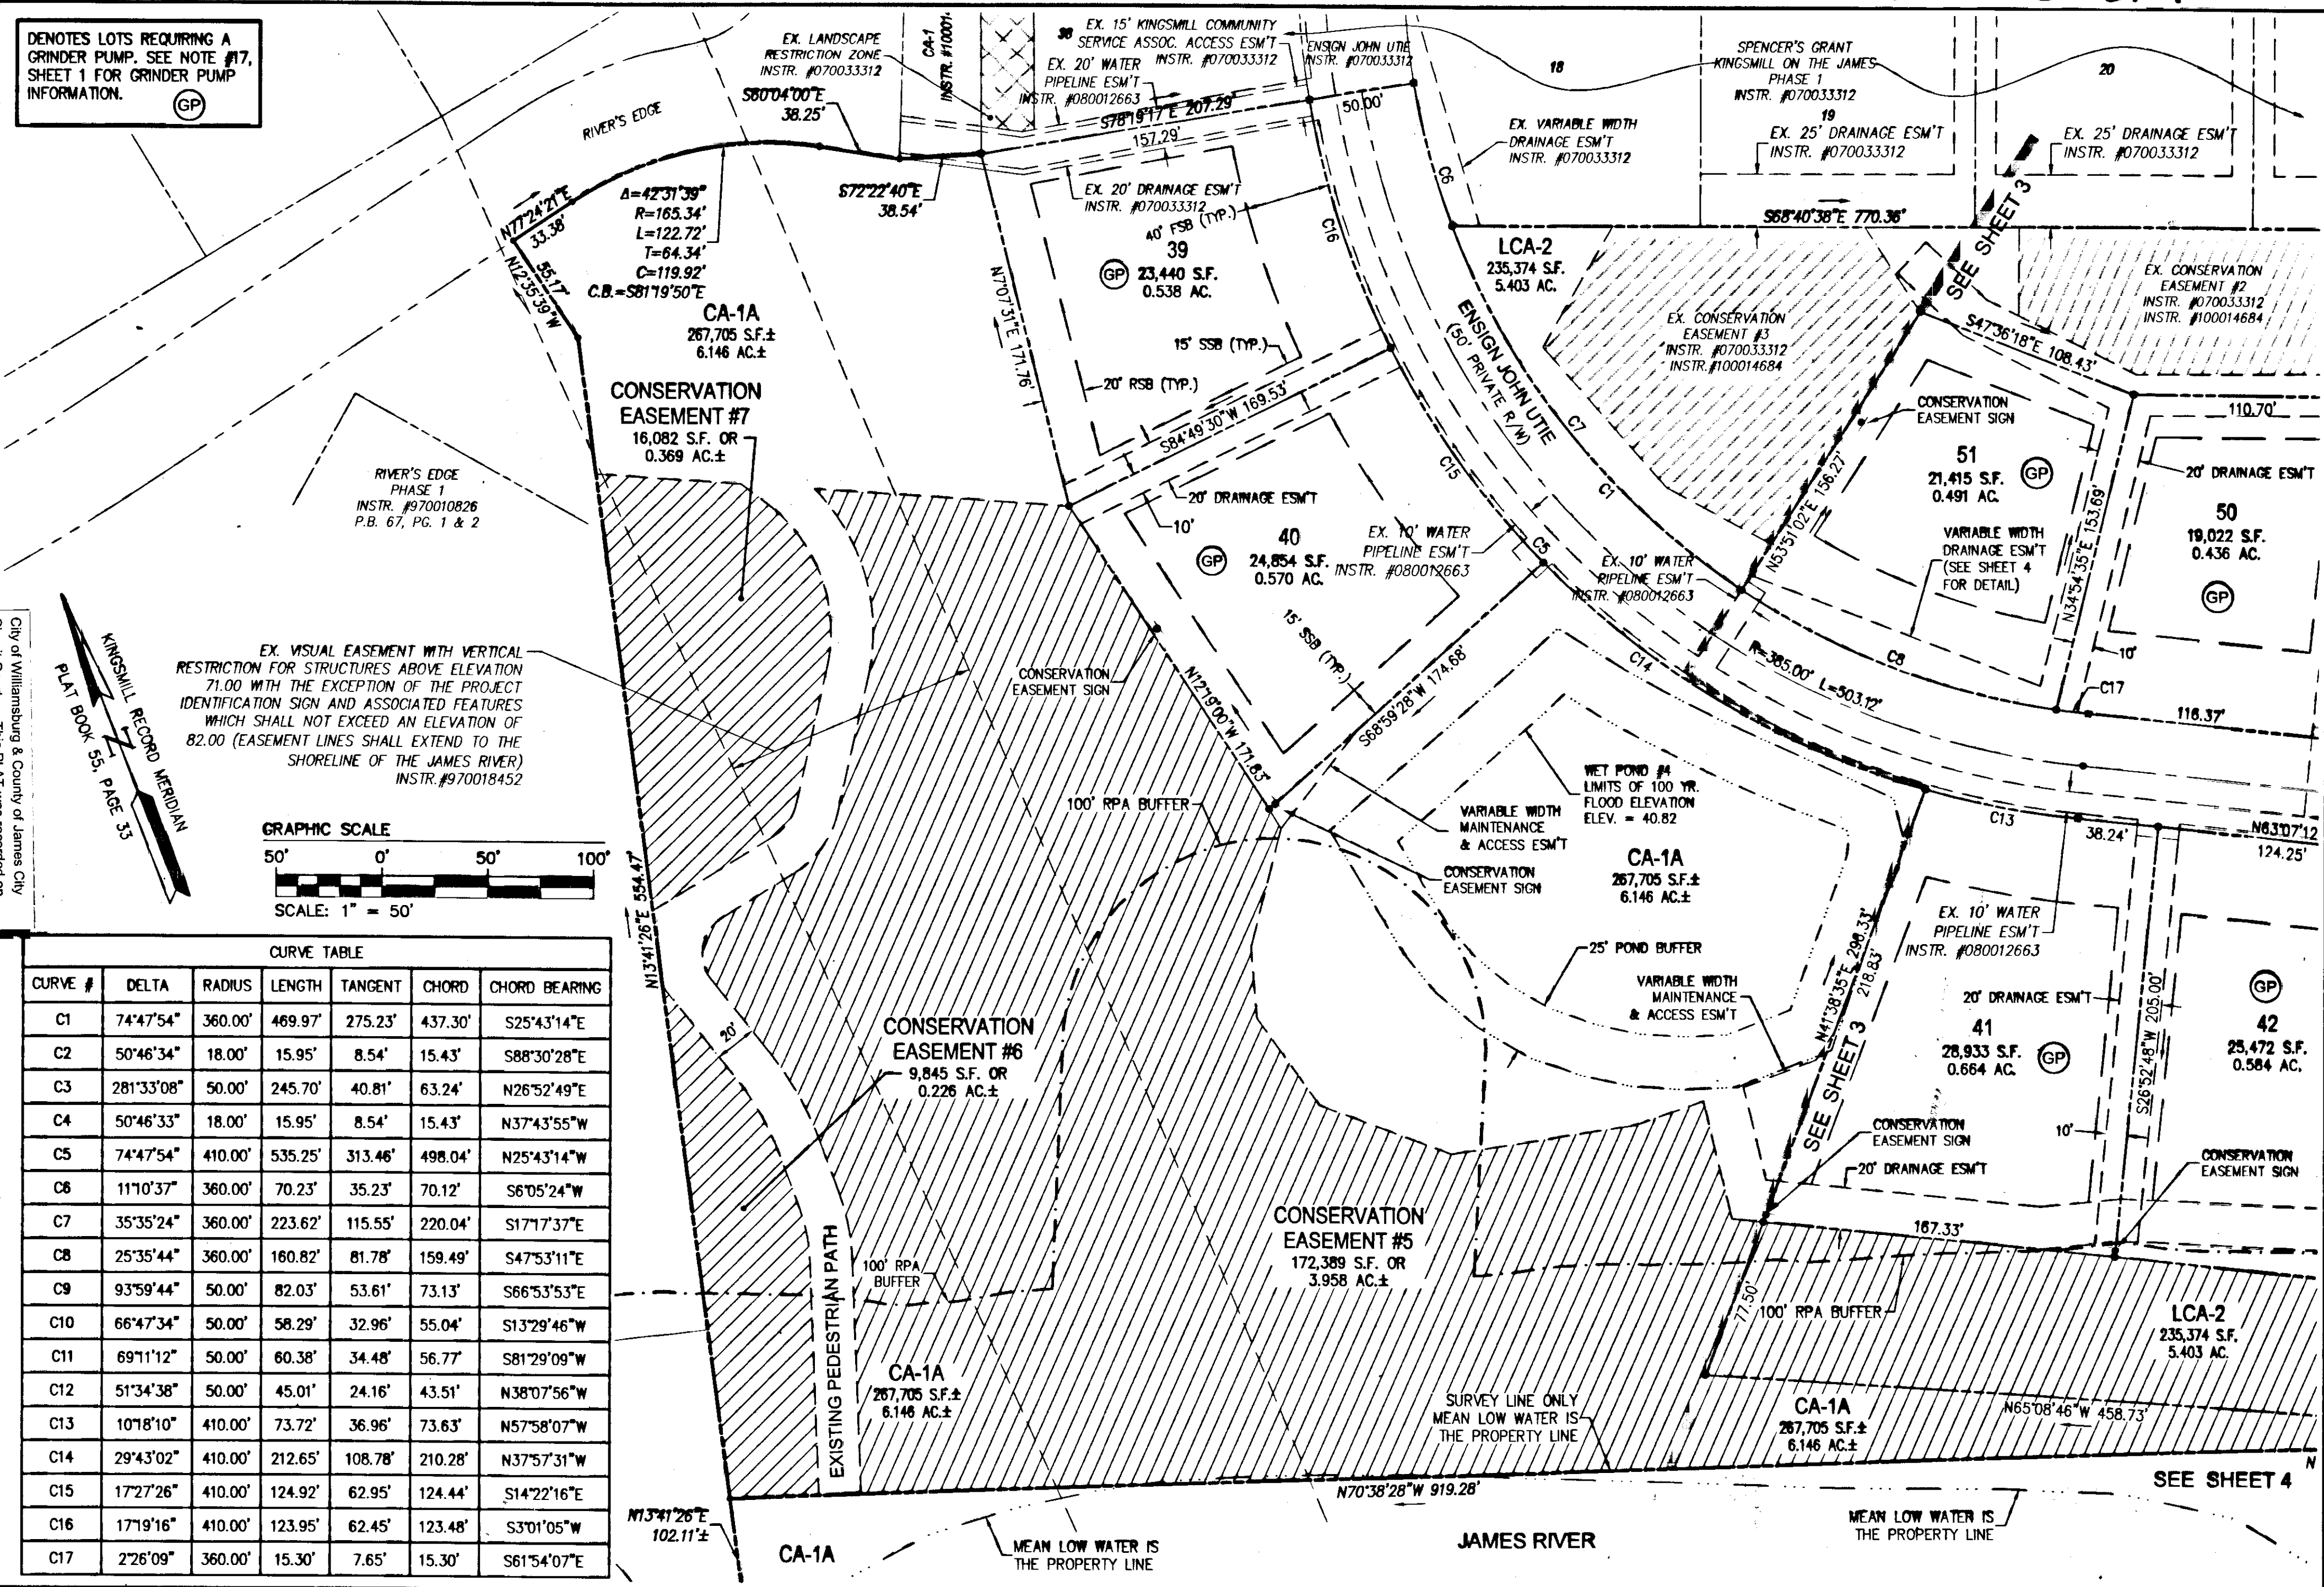 DENOTES LOTS REQUIRING A
GRINDER PUMP. SEE NOTE #17,
SHEET 1 FOR GRINDER PUMP
INFORMATION.
GP
RIVER'S EDGE
EX. LANDSCAPE
RESTRICTION ZONE
INSTR. #070033312
S80°04'00"E
38.25'
CA-1
INSTR. #10001
38
EX. 15' KINGSMILL COMMUNITY
SERVICE ASSOC. ACCESS ESM'T
INSTR. #070033312
EX. 20' WATER
PIPELINE ESM'T
INSTR. #080012663
S78°19'17"E 207.29'
157.29'
ENSIGN JOHN UTIE
INSTR. #070033312
50.00'
18
SPENCER'S GRANT
KINGSMILL ON THE JAMES
PHASE 1
INSTR. #070033312
19
EX. 25' DRAINAGE ESM'T
INSTR. #070033312
20
EX. 25' DRAINAGE ESM'T
INSTR. #070033312
EX. VARIABLE WIDTH
DRAINAGE ESM'T
INSTR. #070033312
C6
S68°40'38"E 770.36'
SEE SHEET 3
N77°24'21"E
33.38'
55.17'
N12°35'39"W
Δ=42°31'39"
R=165.34'
L=122.72'
T=64.34'
C=119.92'
C.B.=S81°19'50"E
S72°22'40"E
38.54'
CA-1A
267,705 S.F.±
6.146 AC.±
EX. 20' DRAINAGE ESM'T
INSTR. #070033312
40' FSB (TYP.)
39
GP
23,440 S.F.
0.538 AC.
N7°07'31"E 171.76'
15' SSB (TYP.)
20' RSB (TYP.)
S84°49'30"W 169.53'
C16
LCA-2
235,374 S.F.
5.403 AC.
ENSIGN JOHN UTIE
(50' PRIVATE R/W)
C7
C1
C15
C5
EX. CONSERVATION
EASEMENT #3
INSTR. #070033312
INSTR.#100014684
EX. CONSERVATION
EASEMENT #2
INSTR. #070033312
INSTR. #100014684
S47°36'18"E 108.43'
110.70'
CONSERVATION
EASEMENT SIGN
51
21,415 S.F.
0.491 AC.
GP
20' DRAINAGE ESM'T
50
19,022 S.F.
0.436 AC.
GP
VARIABLE WIDTH
DRAINAGE ESM'T
(SEE SHEET 4
FOR DETAIL)
N53°51'02"E 156.27'
N34°54'35"E 153.69'
10'
C17
116.37'
C8
R=385.00' L=503.12'
CONSERVATION
EASEMENT #7
16,082 S.F. OR
0.369 AC.±
RIVER'S EDGE
PHASE 1
INSTR. #970010826
P.B. 67, PG. 1 & 2
20' DRAINAGE ESM'T
10'
40
GP
24,854 S.F.
0.570 AC.
EX. 10' WATER
PIPELINE ESM'T
INSTR. #080012663
EX. 10' WATER
PIPELINE ESM'T
INSTR. #080012663
15' SSB (TYP.)
S68°59'28"W 174.68'
C14
CONSERVATION
EASEMENT SIGN
N12°19'00"W 171.83'
EX. VISUAL EASEMENT WITH VERTICAL
RESTRICTION FOR STRUCTURES ABOVE ELEVATION
71.00 WITH THE EXCEPTION OF THE PROJECT
IDENTIFICATION SIGN AND ASSOCIATED FEATURES
WHICH SHALL NOT EXCEED AN ELEVATION OF
82.00 (EASEMENT LINES SHALL EXTEND TO THE
SHORELINE OF THE JAMES RIVER)
INSTR.#970018452
KINGSMILL RECORD MERIDIAN
PLAT BOOK 55, PAGE 33
City of Williamsburg & County of James City
GRAPHIC SCALE
50' 0' 50' 100'
SCALE: 1" = 50'
100' RPA BUFFER
VARIABLE WIDTH
MAINTENANCE
& ACCESS ESM'T
WET POND #4
LIMITS OF 100 YR.
FLOOD ELEVATION
ELEV. = 40.82
CONSERVATION
EASEMENT SIGN
CA-1A
267,705 S.F.±
6.146 AC.±
25' POND BUFFER
VARIABLE WIDTH
MAINTENANCE
& ACCESS ESM'T
C13
38.24'
N63°07'12
124.25'
EX. 10' WATER
PIPELINE ESM'T
INSTR. #080012663
N41°38'35"E 296.33'
218.83'
SEE SHEET 3
20' DRAINAGE ESM'T
41
28,933 S.F.
0.664 AC.
GP
S26°52'48"W 205.00'
10'
GP
42
25,472 S.F.
0.584 AC.
CONSERVATION
EASEMENT SIGN
20' DRAINAGE ESM'T
CONSERVATION
EASEMENT SIGN
167.33'
77.50'
100' RPA BUFFER
LCA-2
235,374 S.F.
5.403 AC.
N65°08'46"W 458.73'
CA-1A
267,705 S.F.±
6.146 AC.±
SEE SHEET 4
N
N13°41'26"E 554.47'
20'
CONSERVATION
EASEMENT #6
9,845 S.F. OR
0.226 AC.±
CONSERVATION
EASEMENT #5
172,389 S.F. OR
3.958 AC.±
100' RPA
BUFFER
EXISTING PEDESTRIAN PATH
CA-1A
267,705 S.F.±
6.146 AC.±
SURVEY LINE ONLY
MEAN LOW WATER IS
THE PROPERTY LINE
N70°38'28"W 919.28'
N13°41'26"E
102.11'±
CA-1A
MEAN LOW WATER IS
THE PROPERTY LINE
JAMES RIVER
MEAN LOW WATER IS
THE PROPERTY LINE
CURVE TABLE
CURVE # DELTA RADIUS LENGTH TANGENT CHORD CHORD BEARING
C1 74°47'54" 360.00' 469.97' 275.23' 437.30' S25°43'14"E
C2 50°46'34" 18.00' 15.95' 8.54' 15.43' S88°30'28"E
C3 281°33'08" 50.00' 245.70' 40.81' 63.24' N26°52'49"E
C4 50°46'33" 18.00' 15.95' 8.54' 15.43' N37°43'55"W
C5 74°47'54" 410.00' 535.25' 313.46' 498.04' N25°43'14"W
C6 11°10'37" 360.00' 70.23' 35.23' 70.12' S6°05'24"W
C7 35°35'24" 360.00' 223.62' 115.55' 220.04' S17°17'37"E
C8 25°35'44" 360.00' 160.82' 81.78' 159.49' S47°53'11"E
C9 93°59'44" 50.00' 82.03' 53.61' 73.13' S66°53'53"E
C10 66°47'34" 50.00' 58.29' 32.96' 55.04' S13°29'46"W
C11 69°11'12" 50.00' 60.38' 34.48' 56.77' S81°29'09"W
C12 51°34'38" 50.00' 45.01' 24.16' 43.51' N38°07'56"W
C13 10°18'10" 410.00' 73.72' 36.96' 73.63' N57°58'07"W
C14 29°43'02" 410.00' 212.65' 108.78' 210.28' N37°57'31"W
C15 17°27'26" 410.00' 124.92' 62.95' 124.44' S14°22'16"E
C16 17°19'16" 410.00' 123.95' 62.45' 123.48' S3°01'05"W
C17 2°26'09" 360.00' 15.30' 7.65' 15.30' S61°54'07"E